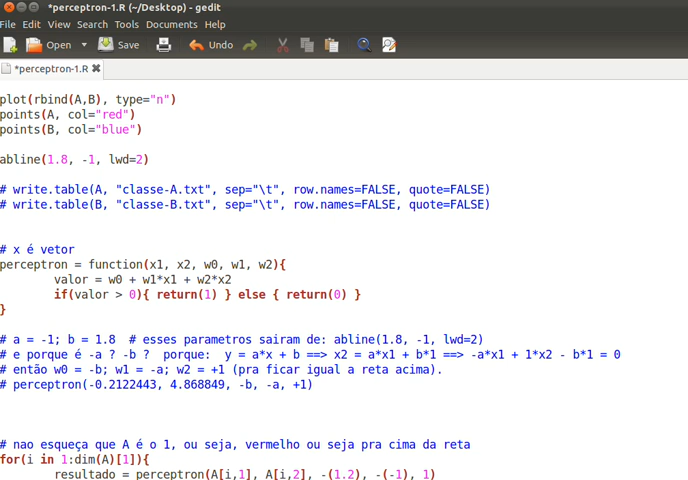 *perceptron-1.R (~/Desktop) - gedit
File Edit View Search Tools Documents Help
Open Save Undo
*perceptron-1.R
plot(rbind(A,B), type="n")
points(A, col="red")
points(B, col="blue")
abline(1.8, -1, lwd=2)
# write.table(A, "classe-A.txt", sep="\t", row.names=FALSE, quote=FALSE)
# write.table(B, "classe-B.txt", sep="\t", row.names=FALSE, quote=FALSE)
# x é vetor
perceptron = function(x1, x2, w0, w1, w2){
valor = w0 + w1*x1 + w2*x2
if(valor > 0){ return(1) } else { return(0) }
}
# a = -1; b = 1.8 # esses parametros sairam de: abline(1.8, -1, lwd=2)
# e porque é -a ? -b ? porque: y = a*x + b ==> x2 = a*x1 + b*1 ==> -a*x1 + 1*x2 - b*1 = 0
# então w0 = -b; w1 = -a; w2 = +1 (pra ficar igual a reta acima).
# perceptron(-0.2122443, 4.868849, -b, -a, +1)
# nao esqueça que A é o 1, ou seja, vermelho ou seja pra cima da reta
for(i in 1:dim(A)[1]){
resultado = perceptron(A[i,1], A[i,2], -(1.2), -(-1), 1)